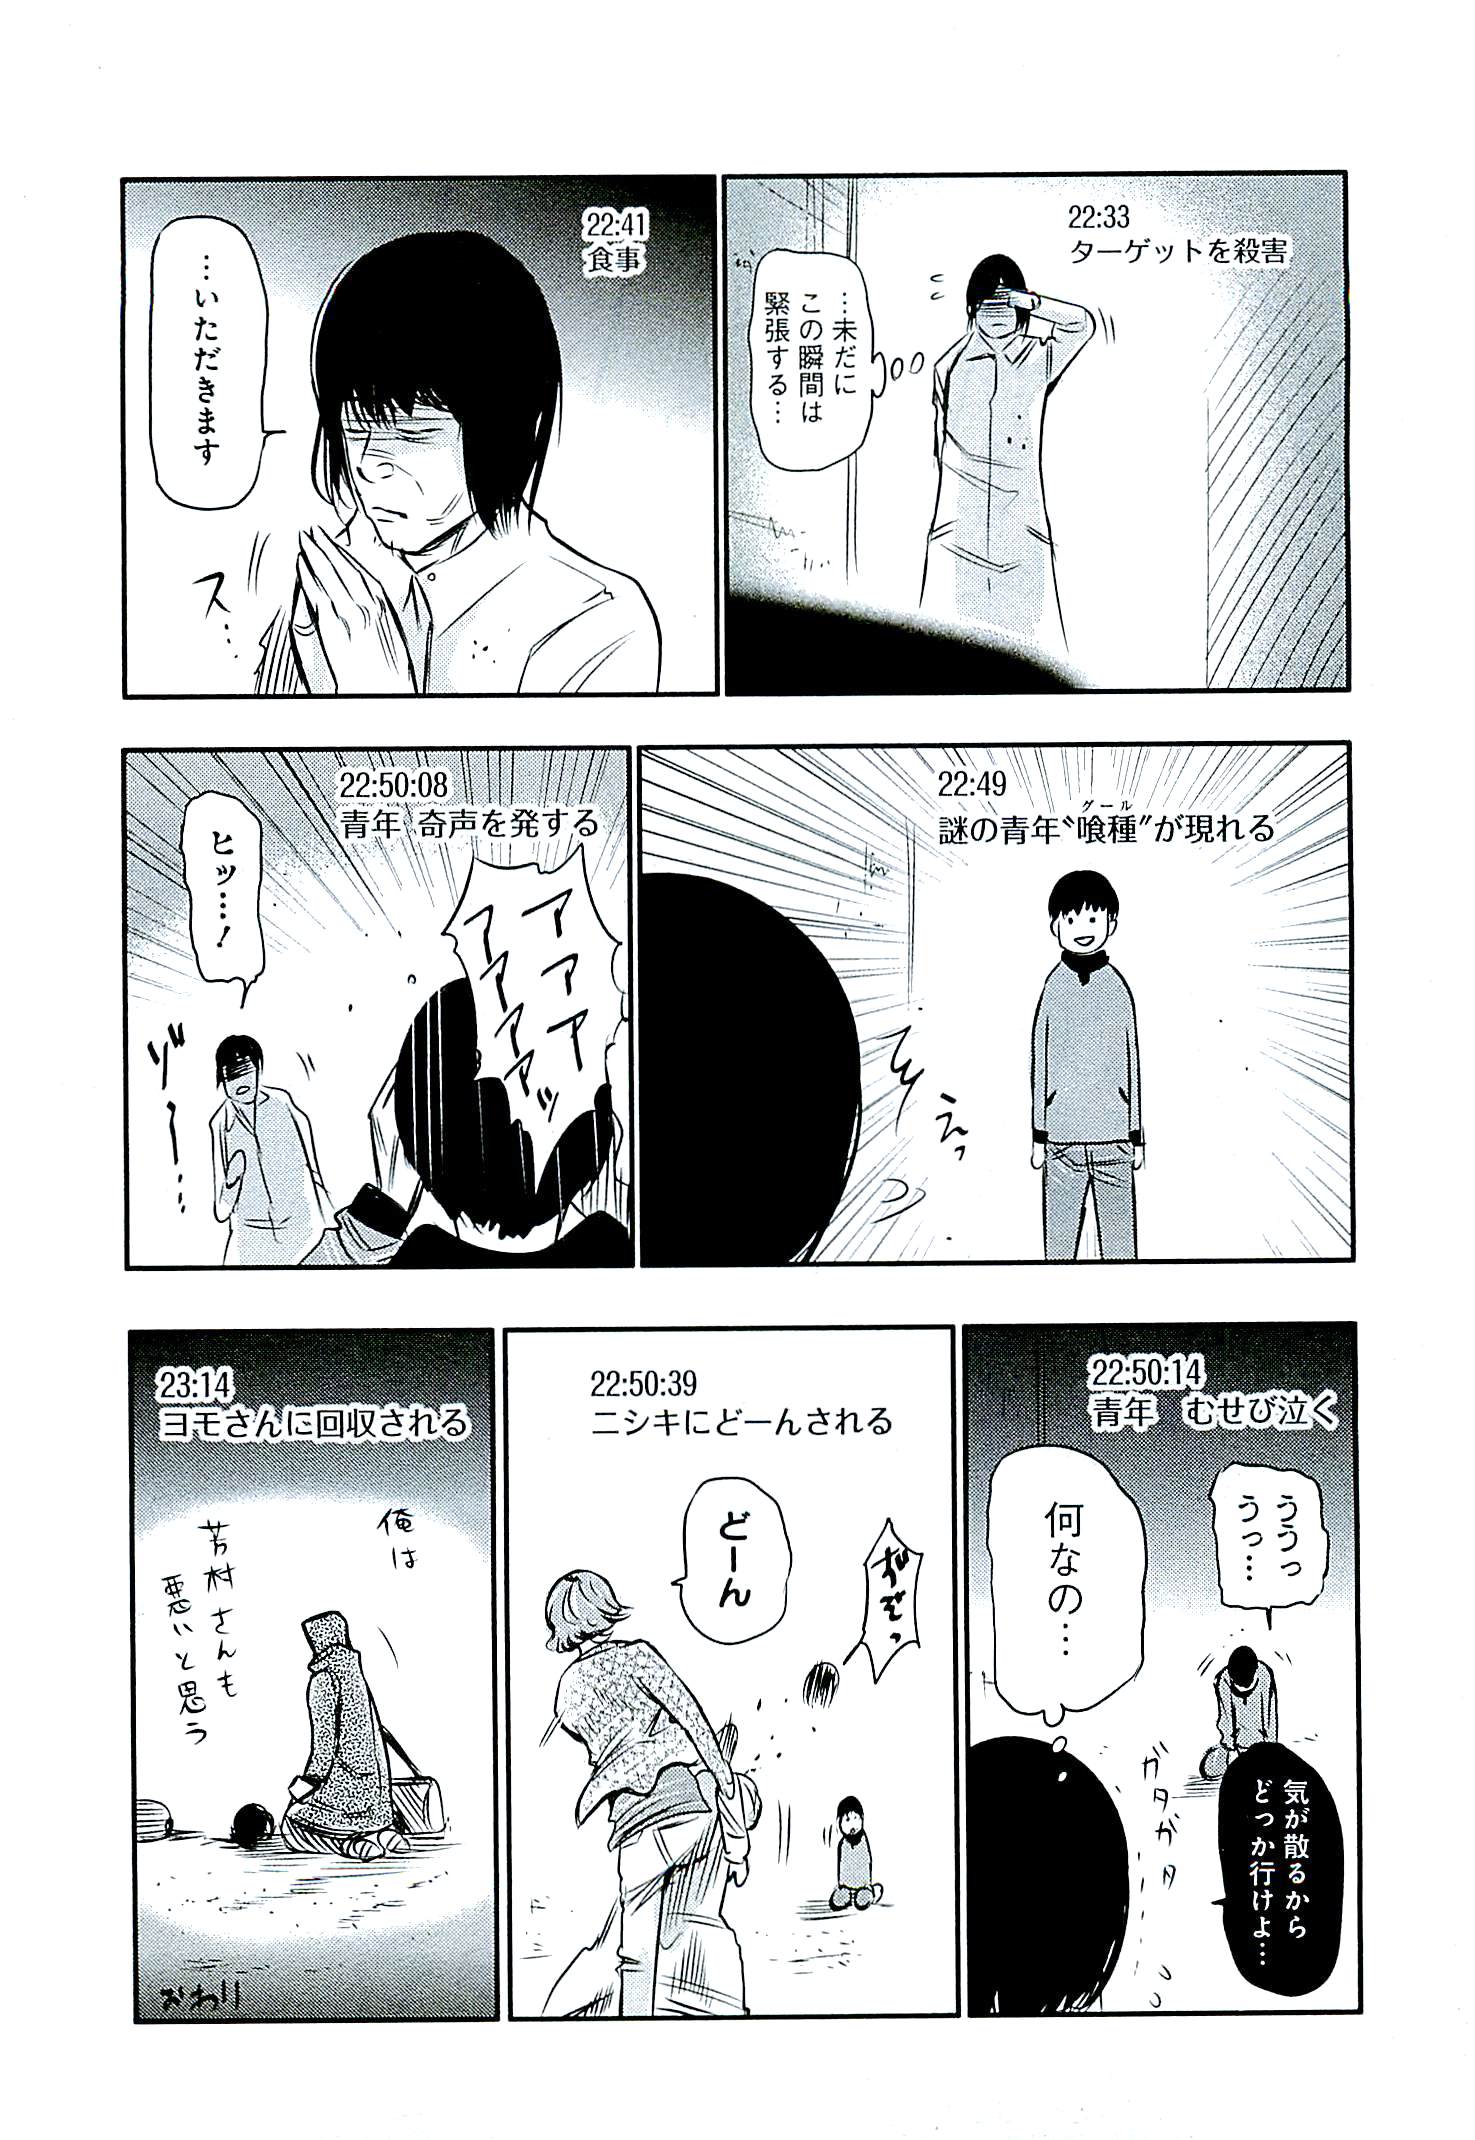 22:33
ターゲットを殺害
…未だに
この瞬間は
緊張する…
22:41
食事
…いただきます
ス…
22:49
謎の青年〝喰種〟が現れる
グール
えっ
22:50:08
青年 奇声を発する
アアアア
アアアアアッ
ヒッ…!
ゾー…
22:50:14
青年 むせび泣く
ううっ
うっ…
何なの…
ガタガタ
気が散るから
どっか行けよ…
22:50:39
ニシキにどーんされる
どーん
23:14
ヨモさんに回収される
俺は
芳村さんも
悪いと思う
おわり